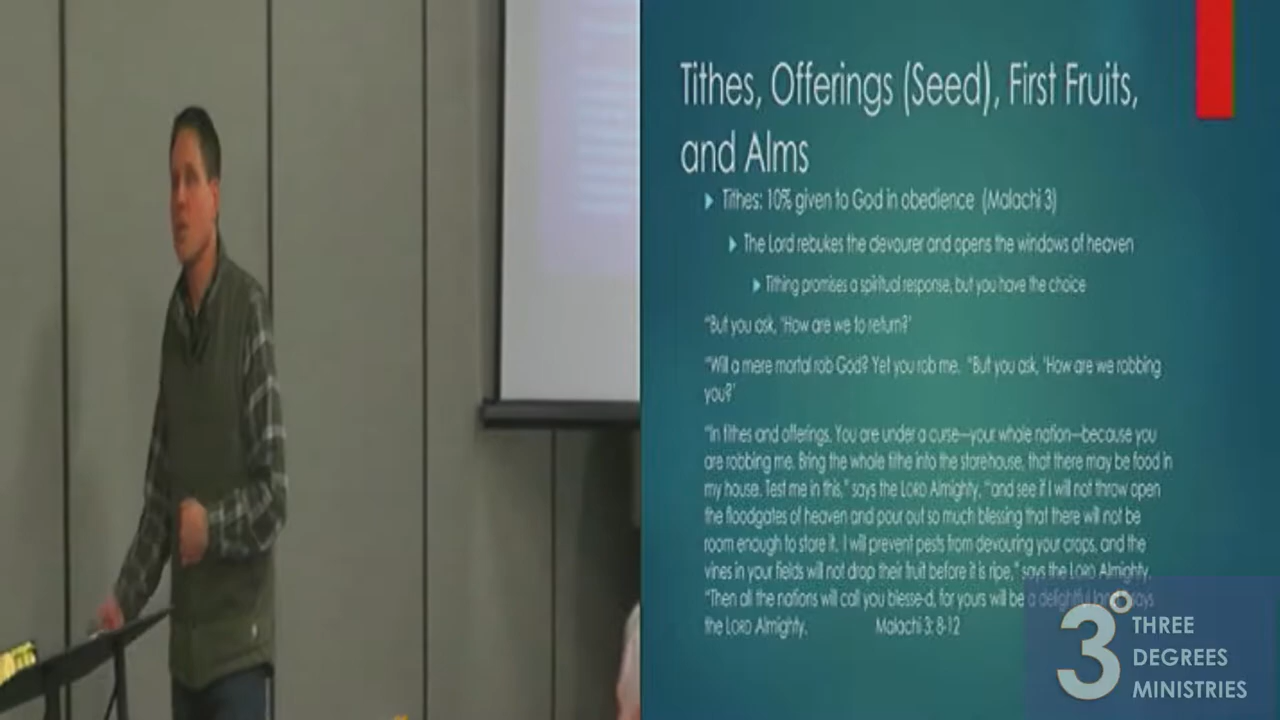 Tithes, Offerings (Seed), First Fruits,
and Alms
Tithes: 10% given to God in obedience (Malachi 3)
The Lord rebukes the devourer and opens the windows of heaven
Tithing promises a spiritual response, but you have the choice
"But you ask, 'How are we to return?'
"Will a mere mortal rob God? Yet you rob me. "But you ask, 'How are we robbing
you?'
"In tithes and offerings. You are under a curse—your whole nation—because you
are robbing me. Bring the whole tithe into the storehouse, that there may be food in
my house. Test me in this," says the LORD Almighty, "and see if I will not throw open
the floodgates of heaven and pour out so much blessing that there will not be
room enough to store it. I will prevent pests from devouring your crops, and the
vines in your fields will not drop their fruit before it is ripe," says the LORD Almighty.
"Then all the nations will call you blesse-d, for yours will be a delightful land," says
the LORD Almighty. Malachi 3: 8-12
3°
THREE
DEGREES
MINISTRIES